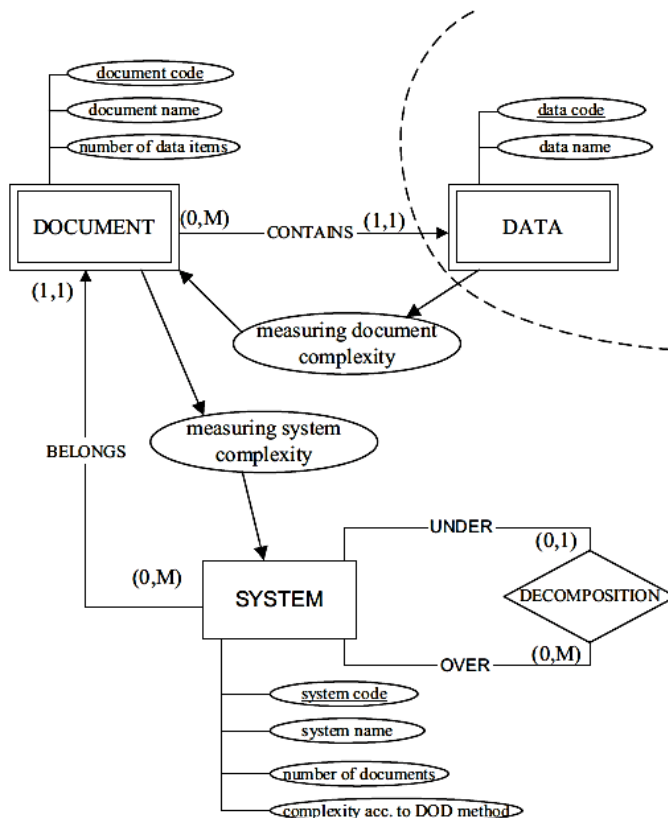 document code
document name
number of data items
data code
data name
DOCUMENT
(0,M)
CONTAINS
(1,1)
DATA
(1,1)
measuring document
complexity
measuring system
complexity
BELONGS
UNDER
(0,1)
(0,M)
SYSTEM
DECOMPOSITION
OVER
(0,M)
system code
system name
number of documents
complexity acc. to DOD method